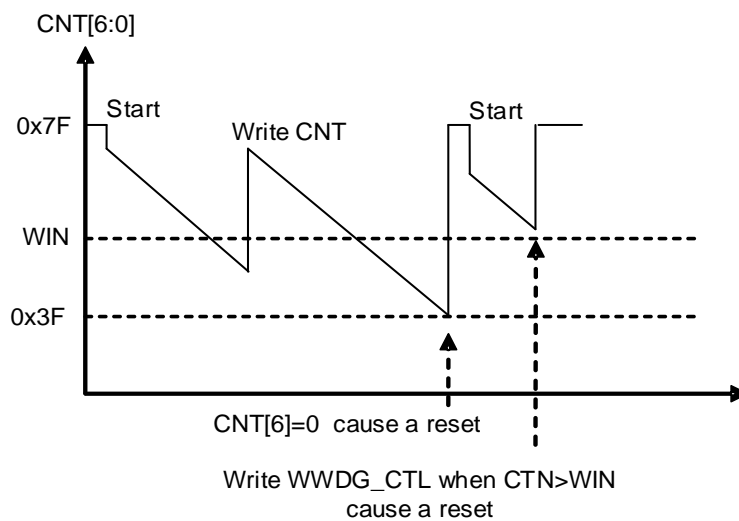 CNT[6:0]
Start
Start
0x7F
Write CNT
WIN
0x3F
CNT[6]=0 cause a reset
Write WWDG_CTL when CTN>WIN
cause a reset